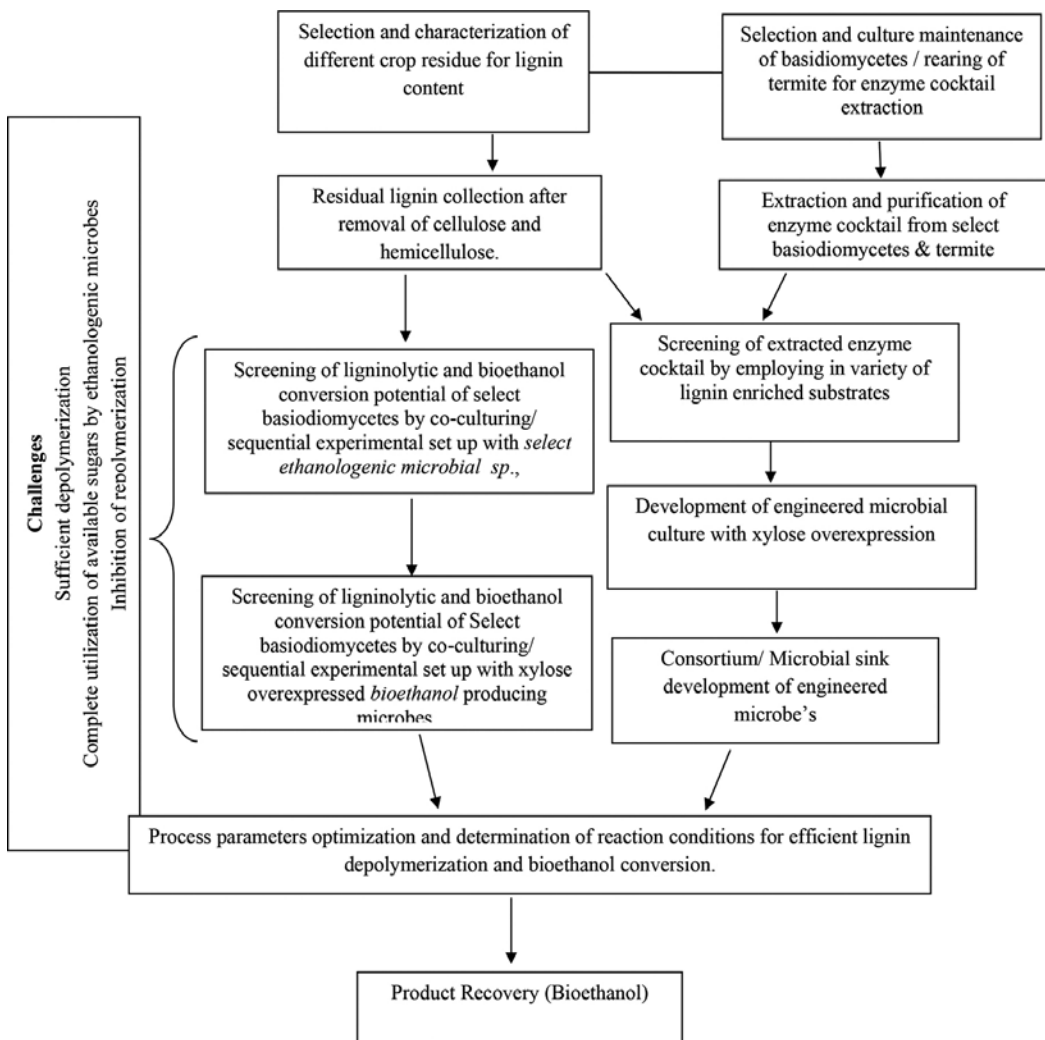 Selection and characterization of
different crop residue for lignin
content
Selection and culture maintenance
of basidiomycetes / rearing of
termite for enzyme cocktail
extraction
Challenges
Sufficient depolymerization
Complete utilization of available sugars by ethanologenic microbes
Inhibition of repolymerization
Residual lignin collection after
removal of cellulose and
hemicellulose.
Extraction and purification of
enzyme cocktail from select
basiodiomycetes & termite
Screening of ligninolytic and bioethanol
conversion potential of select
basiodiomycetes by co-culturing/
sequential experimental set up with select
ethanologenic microbial sp.,
Screening of extracted enzyme
cocktail by employing in variety of
lignin enriched substrates
Development of engineered microbial
culture with xylose overexpression
Screening of ligninolytic and bioethanol
conversion potential of Select
basiodiomycetes by co-culturing/
sequential experimental set up with xylose
overexpressed bioethanol producing
microbes
Consortium/ Microbial sink
development of engineered
microbe’s
Process parameters optimization and determination of reaction conditions for efficient lignin
depolymerization and bioethanol conversion.
Product Recovery (Bioethanol)